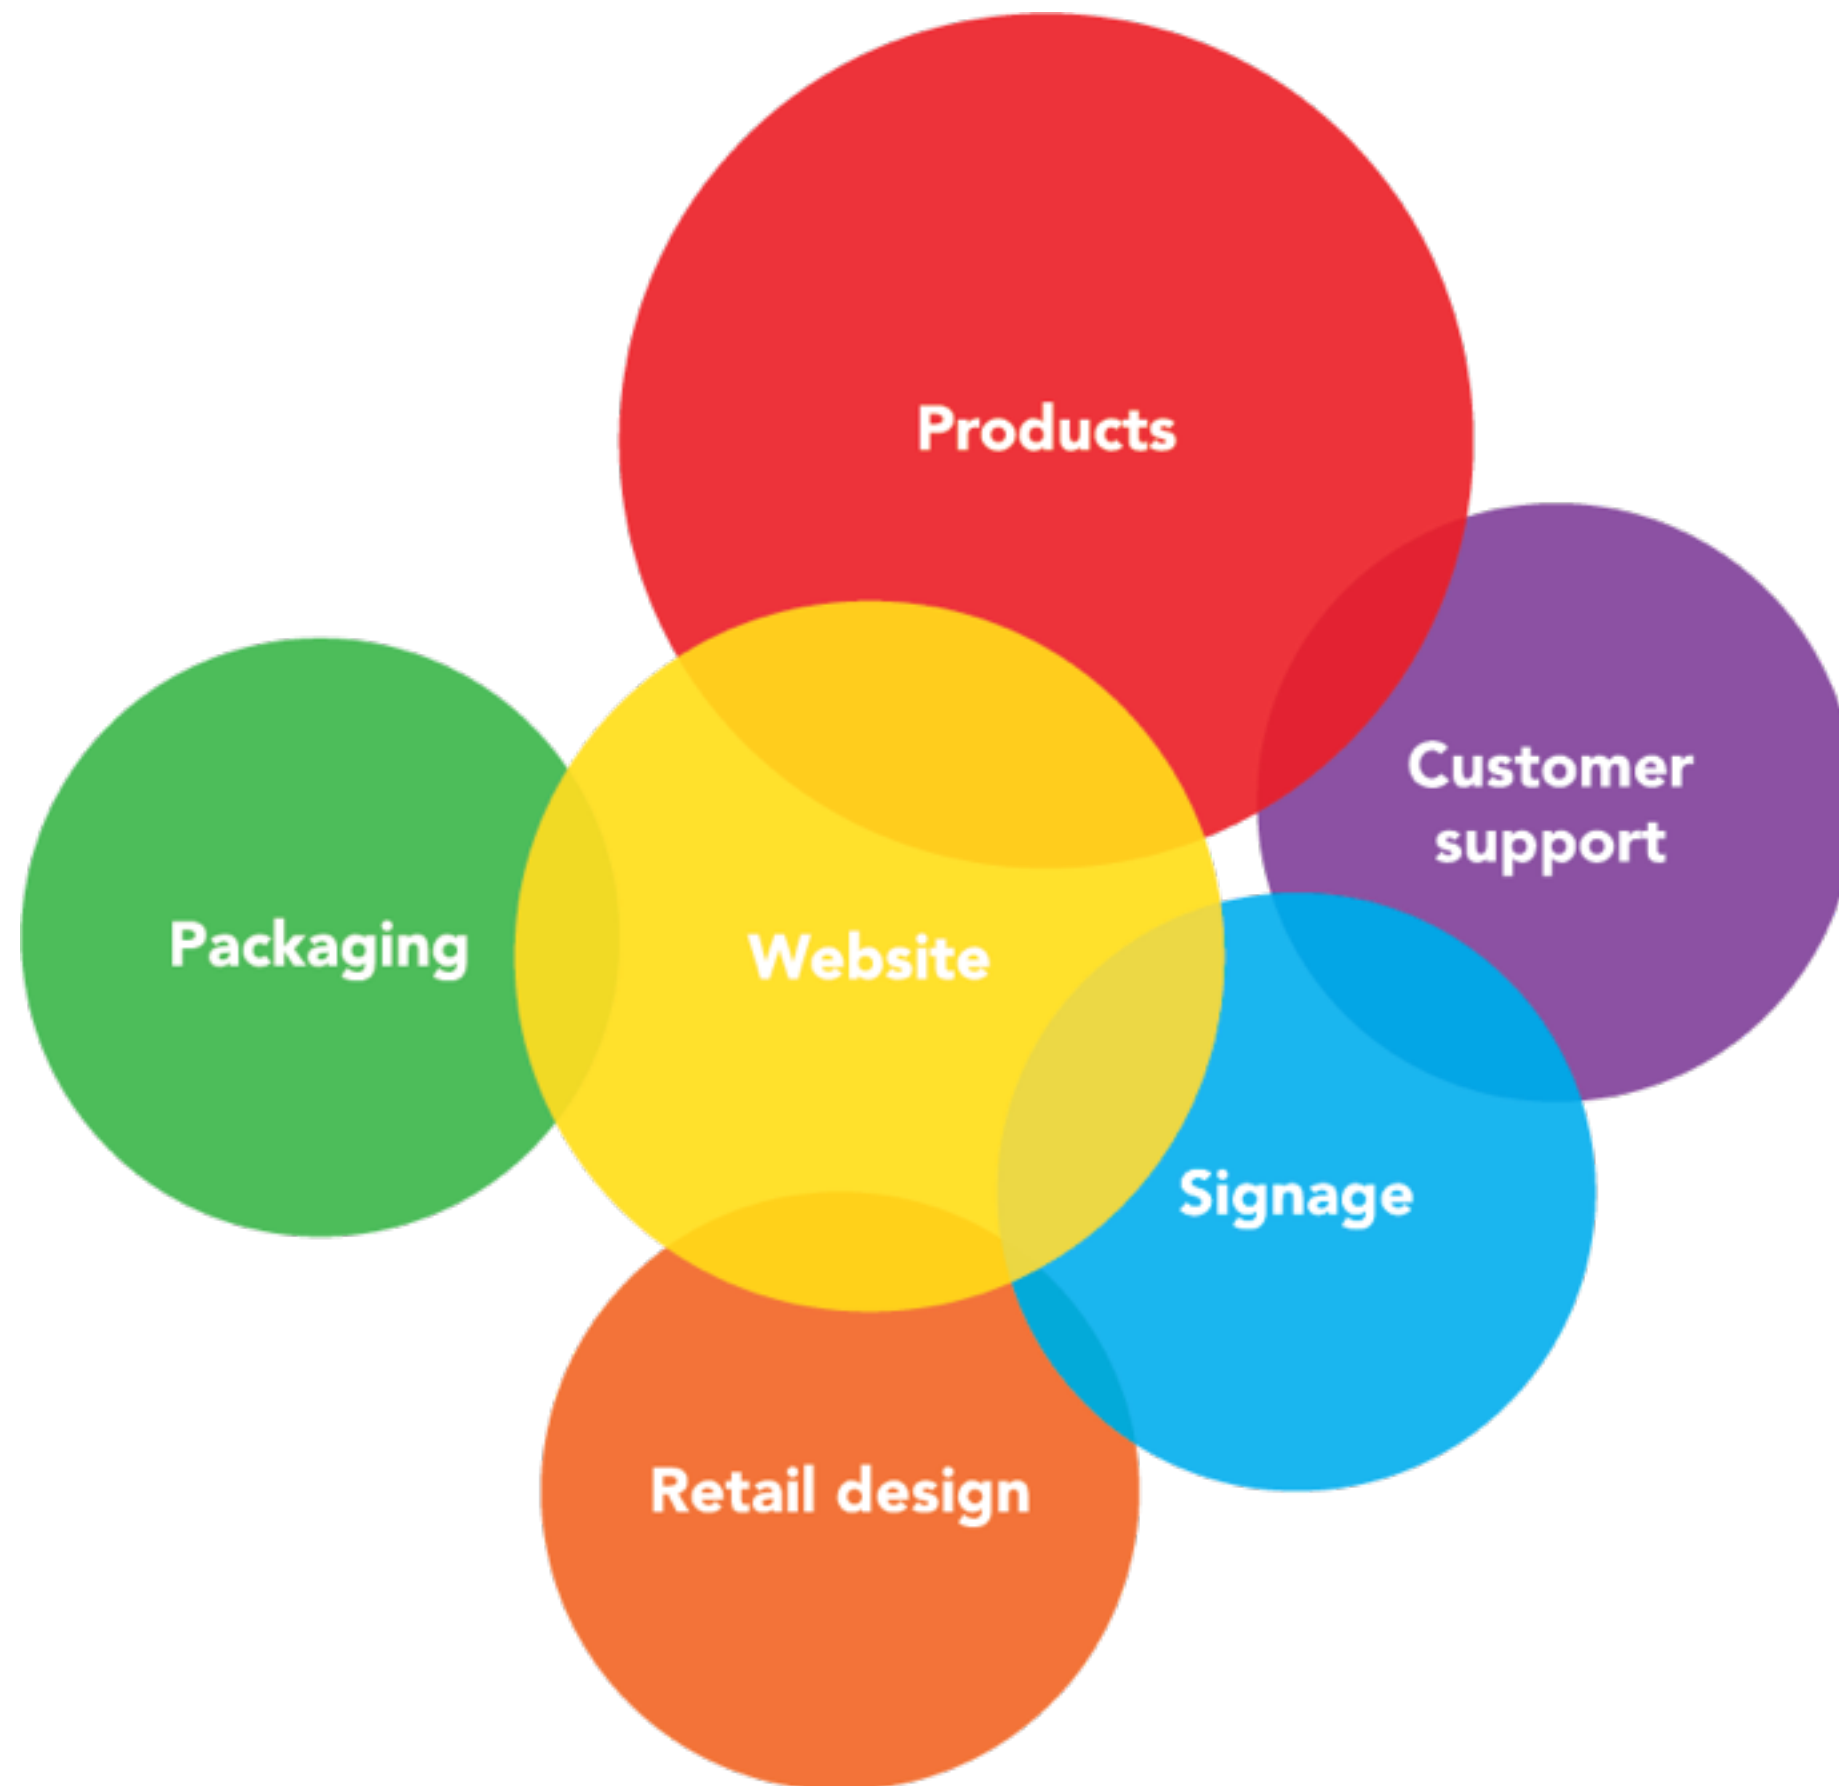 Products
Customer
support
Packaging
Website
Signage
Retail design